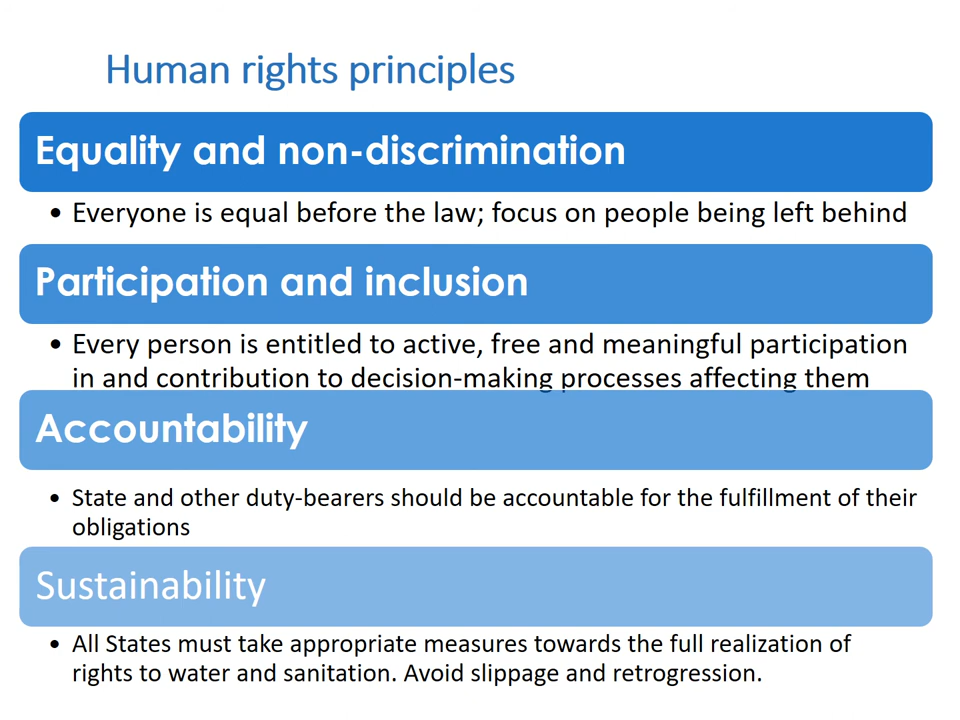 Human rights principles
Equality and non-discrimination
• Everyone is equal before the law; focus on people being left behind
Participation and inclusion
• Every person is entitled to active, free and meaningful participation
in and contribution to decision-making processes affecting them
Accountability
• State and other duty-bearers should be accountable for the fulfillment of their
obligations
Sustainability
• All States must take appropriate measures towards the full realization of
rights to water and sanitation. Avoid slippage and retrogression.